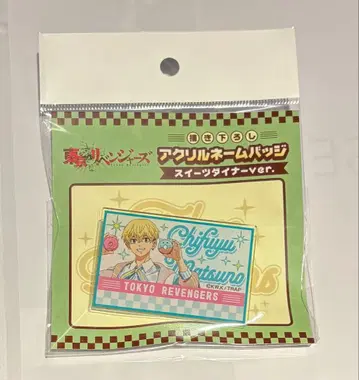 東京リベンジャーズ
描き下ろし
アクリルネームバッジ
スイーツダイナーver.
Chifuyu
Matsuno
©KW,K/TRAP
TOKYO REVENGERS